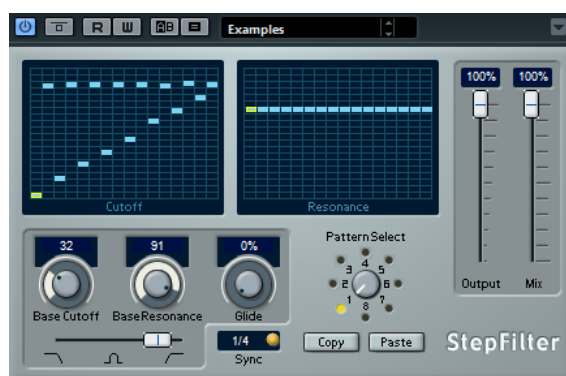 R W AB Examples
100% 100%
Cutoff Resonance
32 91 0%
Pattern Select
1 2 3 4 5 6 7 8
Base Cutoff Base Resonance Glide
Output Mix
1/4 Copy Paste StepFilter
Sync